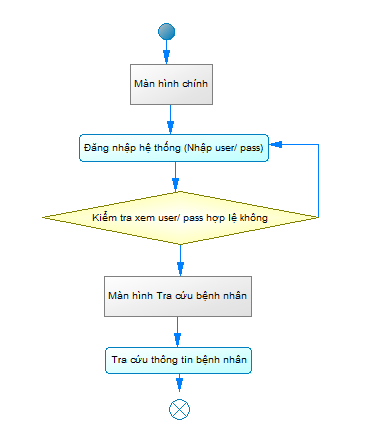 Màn hình chính
Đăng nhập hệ thống (Nhập user/ pass)
Kiểm tra xem user/ pass hợp lệ không
Màn hình Tra cứu bệnh nhân
Tra cứu thông tin bệnh nhân